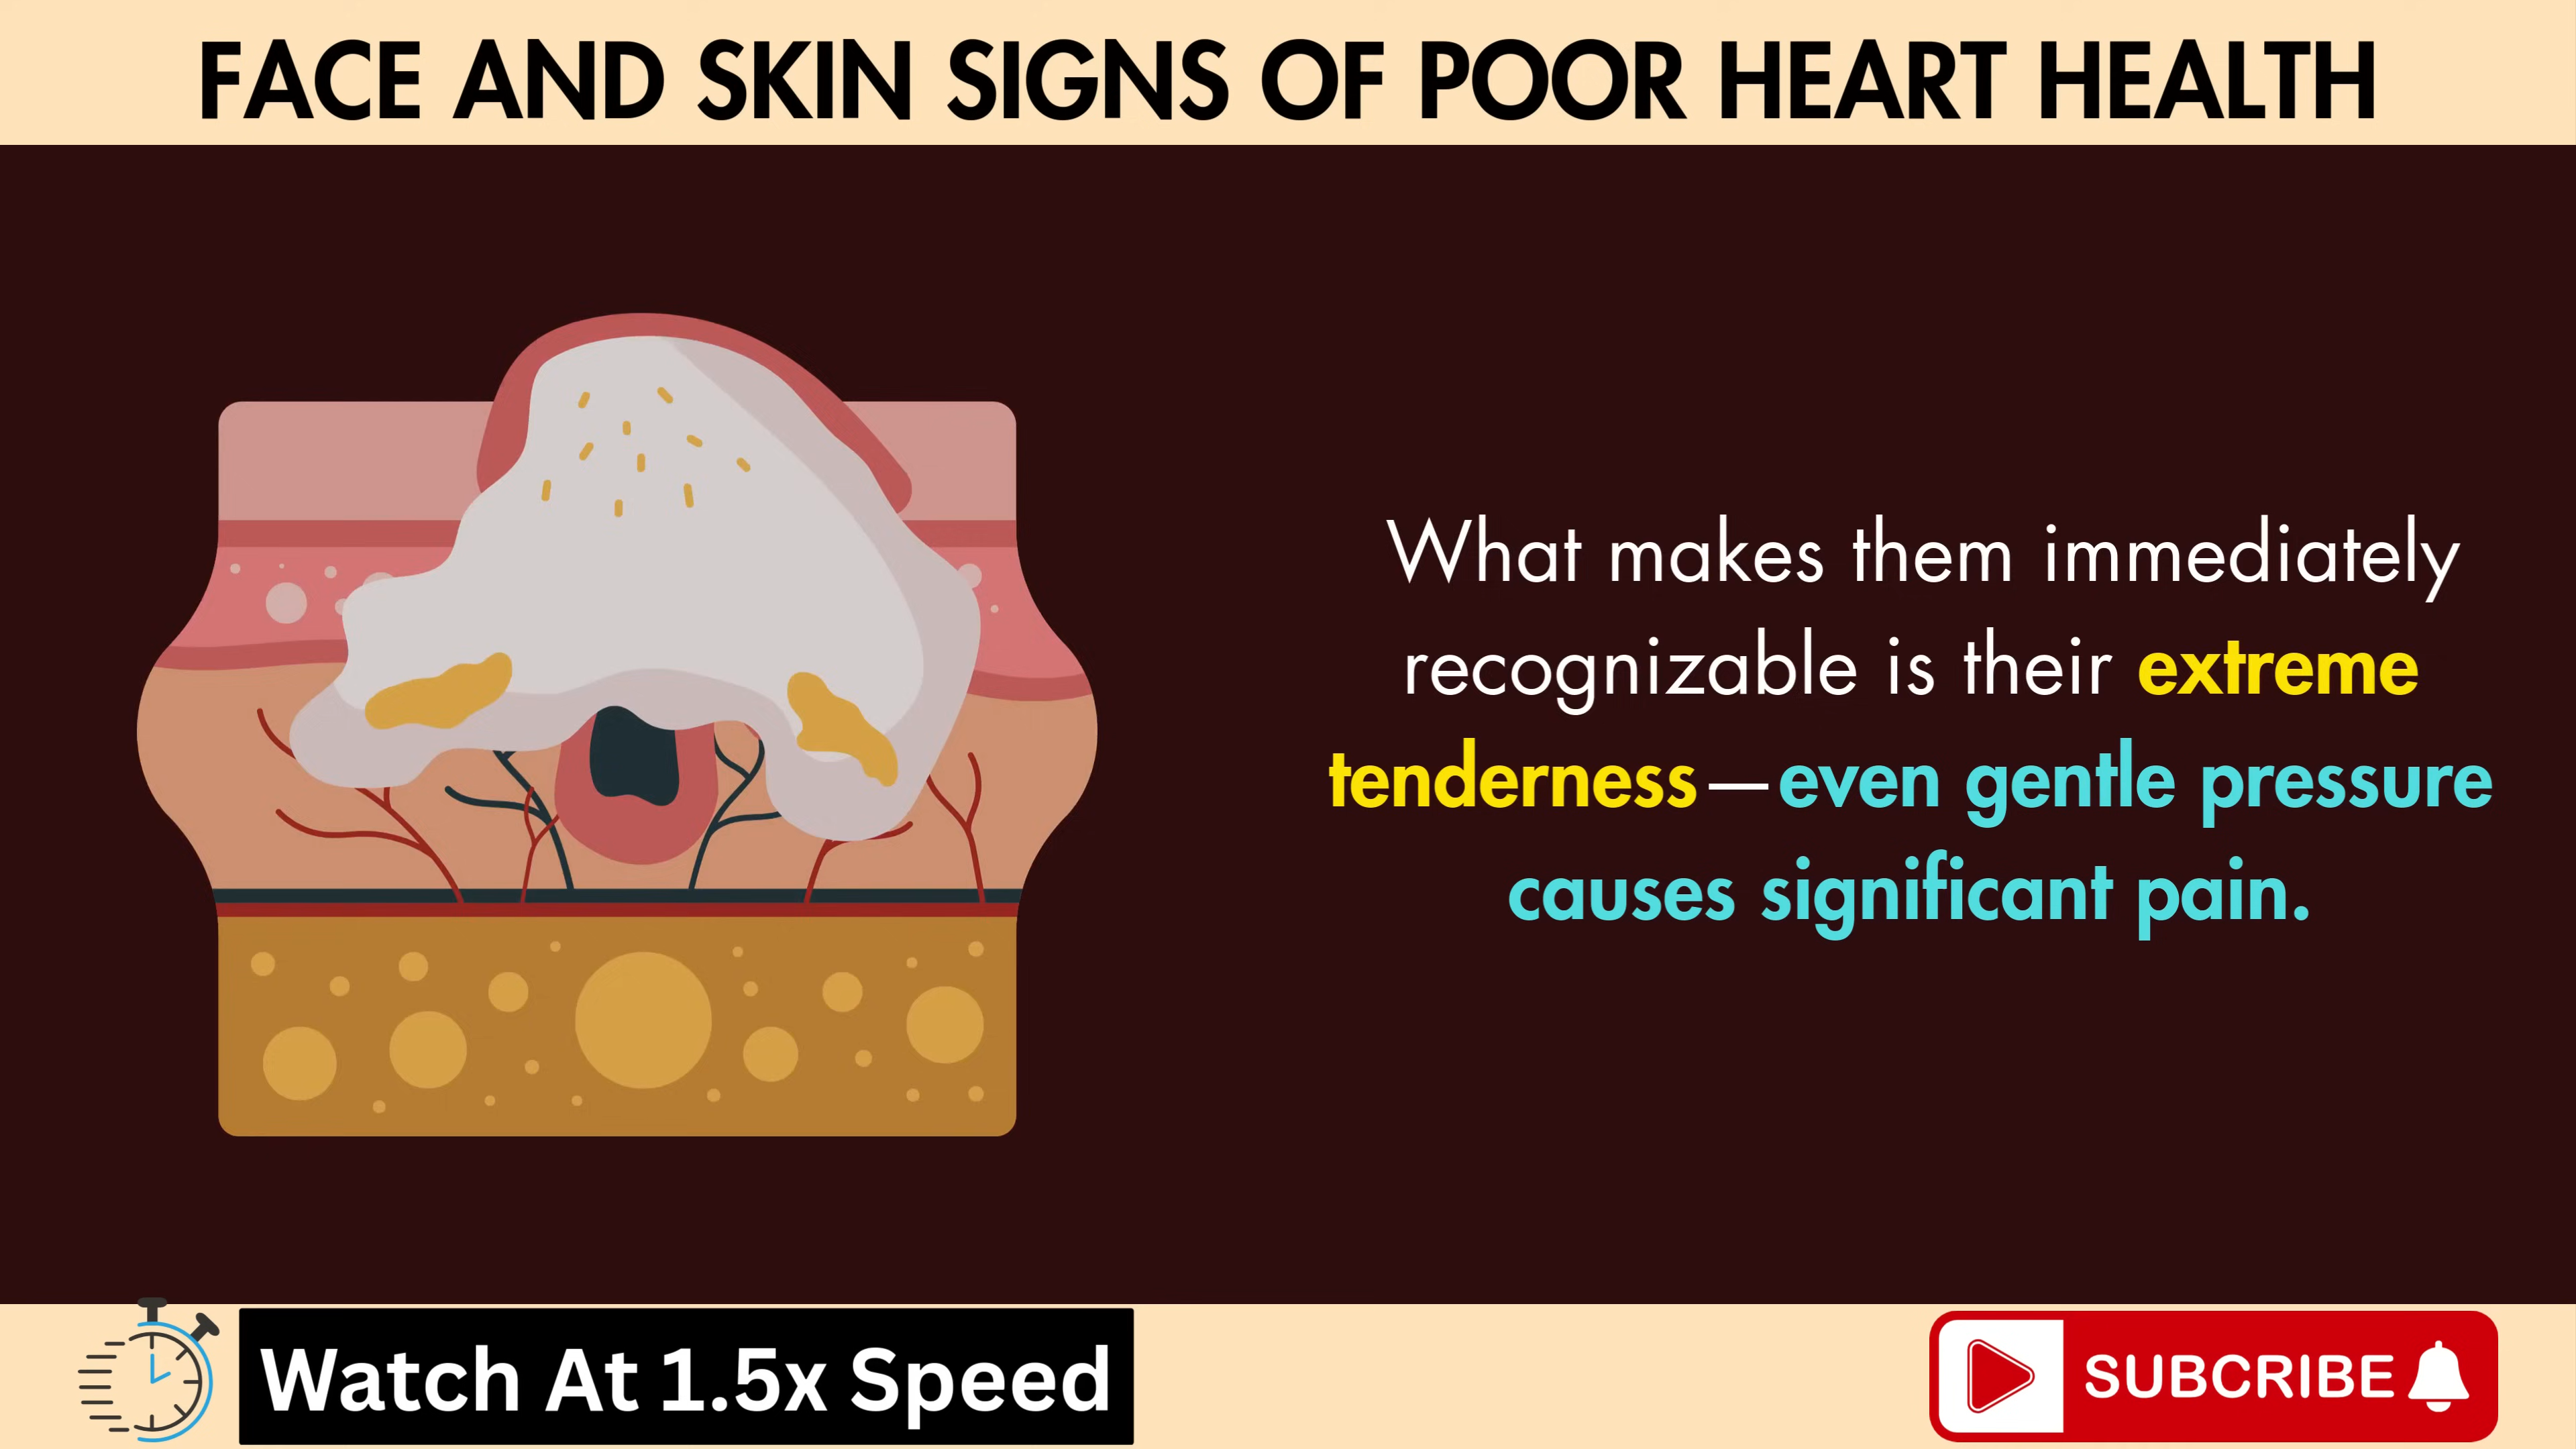 FACE AND SKIN SIGNS OF POOR HEART HEALTH
What makes them immediately
recognizable is their extreme
tenderness—even gentle pressure
causes significant pain.
Watch At 1.5x Speed
SUBCRIBE